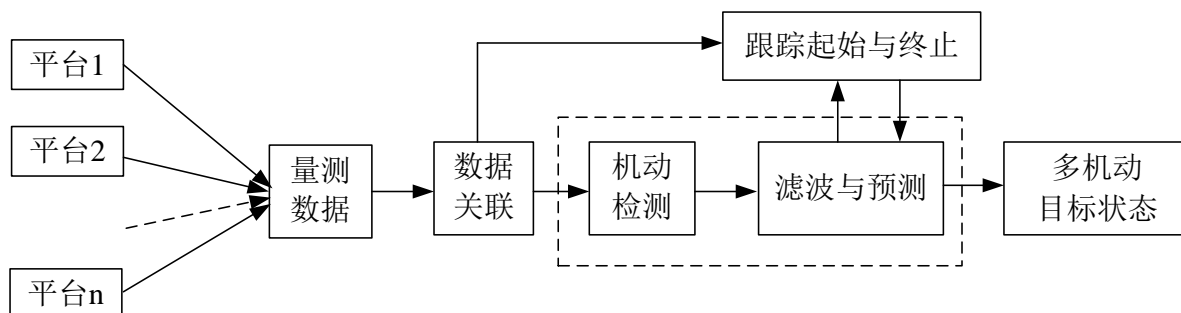 平台1
平台2
平台n
量测
数据
数据
关联
跟踪起始与终止
机动
检测
滤波与预测
多机动
目标状态